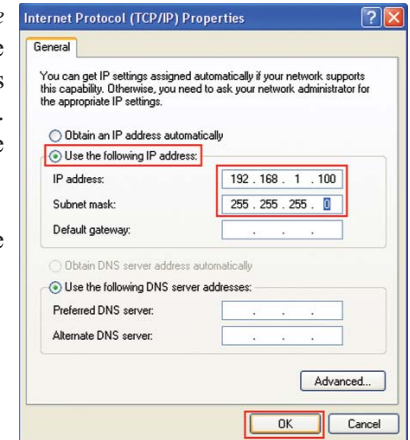 Internet Protocol (TCP/IP) Properties
General
You can get IP settings assigned automatically if your network supports
this capability. Otherwise, you need to ask your network administrator for
the appropriate IP settings.
Obtain an IP address automatically
Use the following IP address:
IP address: 192 . 168 . 1 . 100
Subnet mask: 255 . 255 . 255 . 0
Default gateway: . . .
Obtain DNS server address automatically
Use the following DNS server addresses:
Preferred DNS server: . . .
Alternate DNS server: . . .
Advanced...
OK Cancel